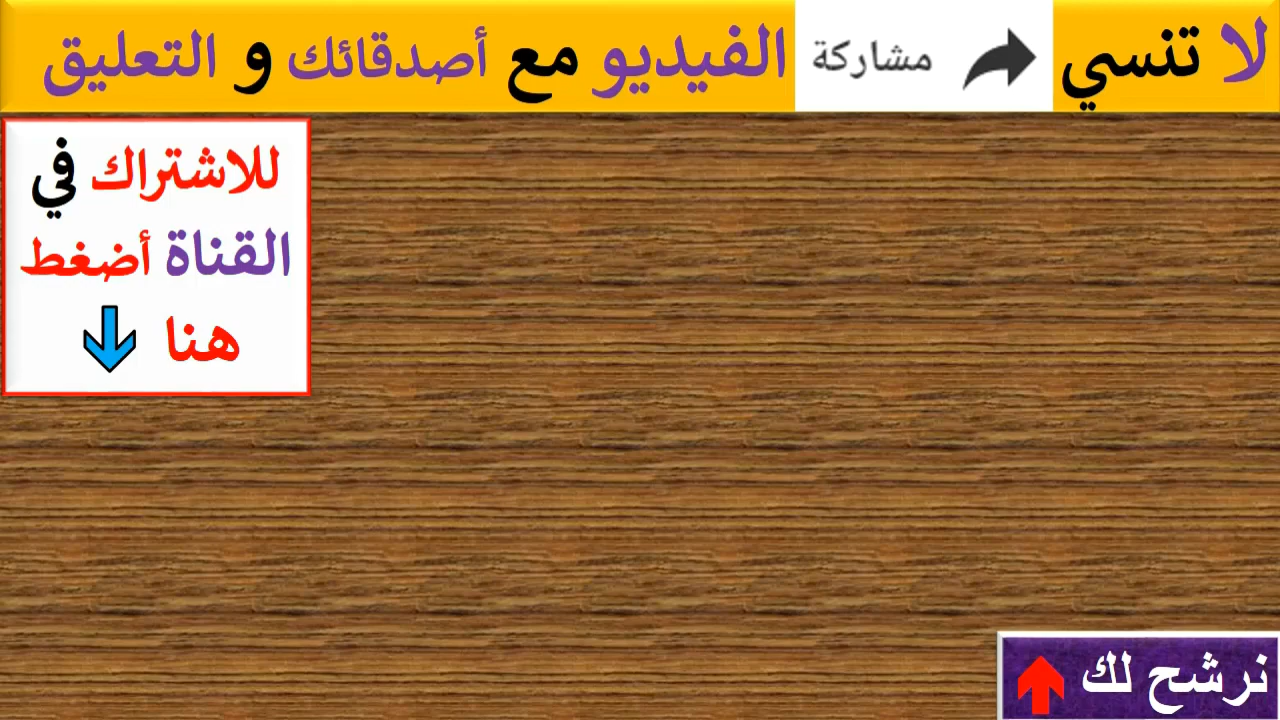 لا تنسي مشاركة الفيديو مع أصدقائك و التعليق
للاشتراك في
القناة أضغط
هنا
نرشح لك